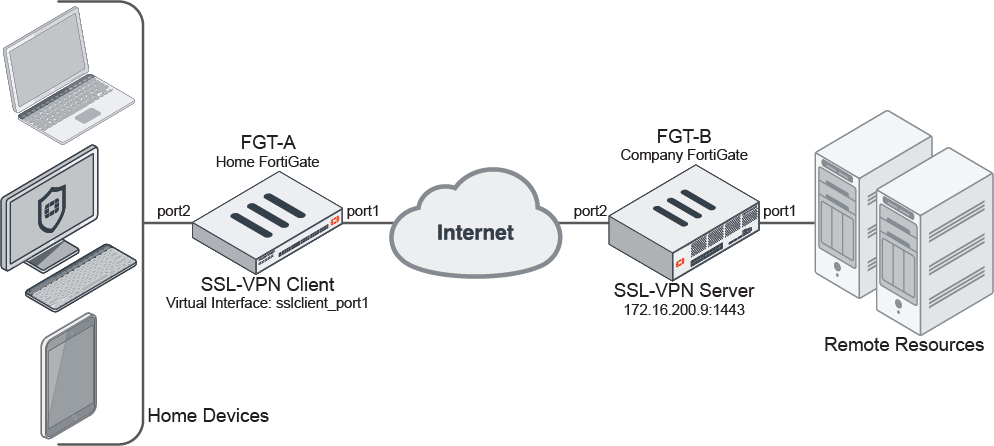 FGT-A
Home FortiGate
port2
port1
SSL-VPN Client
Virtual Interface: sslclient_port1
Home Devices
Internet
FGT-B
Company FortiGate
port2
port1
SSL-VPN Server
172.16.200.9:1443
Remote Resources